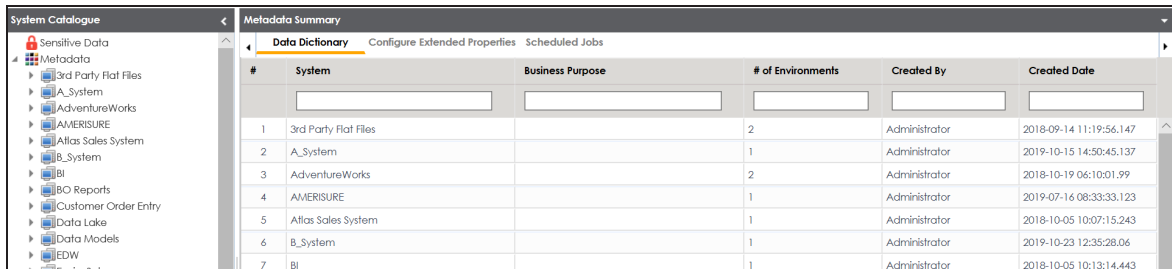 System Catalogue
Sensitive Data
Metadata
3rd Party Flat Files
A_System
AdventureWorks
AMERISURE
Atlas Sales System
B_System
BI
BO Reports
Customer Order Entry
Data Lake
Data Models
EDW
Metadata Summary
Data Dictionary Configure Extended Properties Scheduled Jobs
# System Business Purpose # of Environments Created By Created Date
1 3rd Party Flat Files 2 Administrator 2018-09-14 11:19:56.147
2 A_System 1 Administrator 2019-10-15 14:50:45.137
3 AdventureWorks 2 Administrator 2018-10-19 06:10:01.99
4 AMERISURE 1 Administrator 2019-07-16 08:33:33.123
5 Atlas Sales System 1 Administrator 2018-10-05 10:07:15.243
6 B_System 1 Administrator 2019-10-23 12:35:28.06
7 BI 1 Administrator 2018-10-05 10:13:14.443